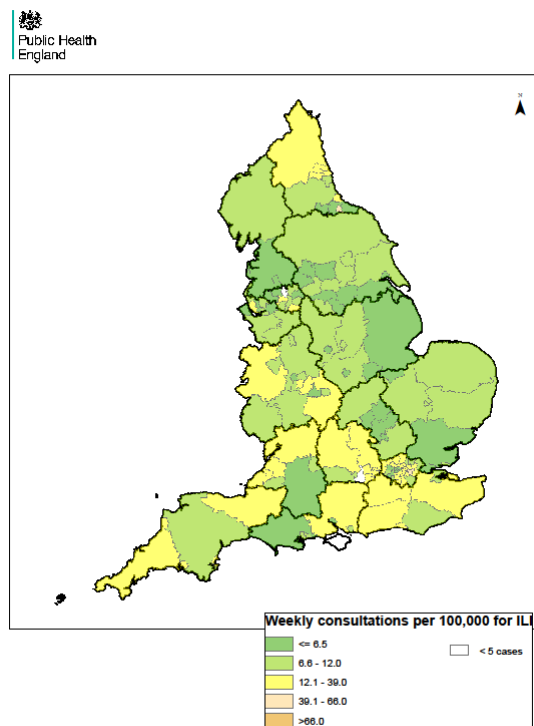 Public Health
England
N
Weekly consultations per 100,000 for ILI
<= 6.5
6.6 - 12.0
12.1 - 39.0
39.1 - 66.0
>66.0
< 5 cases